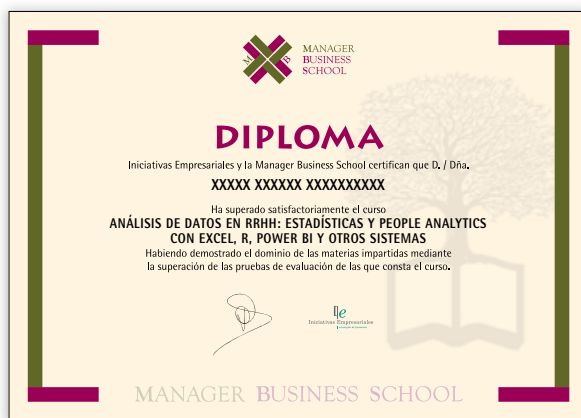 MANAGER
BUSINESS
SCHOOL
M B
DIPLOMA
Iniciativas Empresariales y la Manager Business School certifican que D. / Dña.
XXXXX XXXXXX XXXXXXXXXX
Ha superado satisfactoriamente el curso
ANÁLISIS DE DATOS EN RRHH: ESTADÍSTICAS Y PEOPLE ANALYTICS
CON EXCEL, R, POWER BI Y OTROS SISTEMAS
Habiendo demostrado el dominio de las materias impartidas mediante
la superación de las pruebas de evaluación de las que consta el curso.
Iniciativas Empresariales
MANAGER BUSINESS SCHOOL